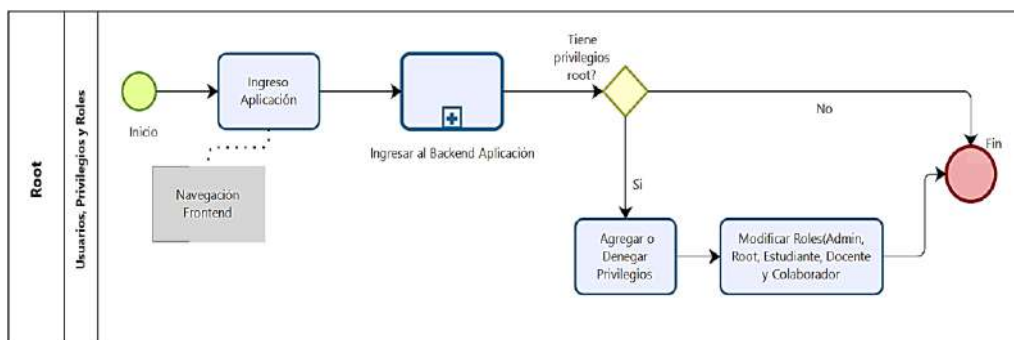 Root
Usuarios, Privilegios y Roles
Inicio
Ingreso
Aplicación
Navegación
Frontend
Ingresar al Backend Aplicación
Tiene
privilegios
root?
No
Si
Agregar o
Denegar
Privilegios
Modificar Roles(Admin,
Root, Estudiante, Docente
y Colaborador
Fin